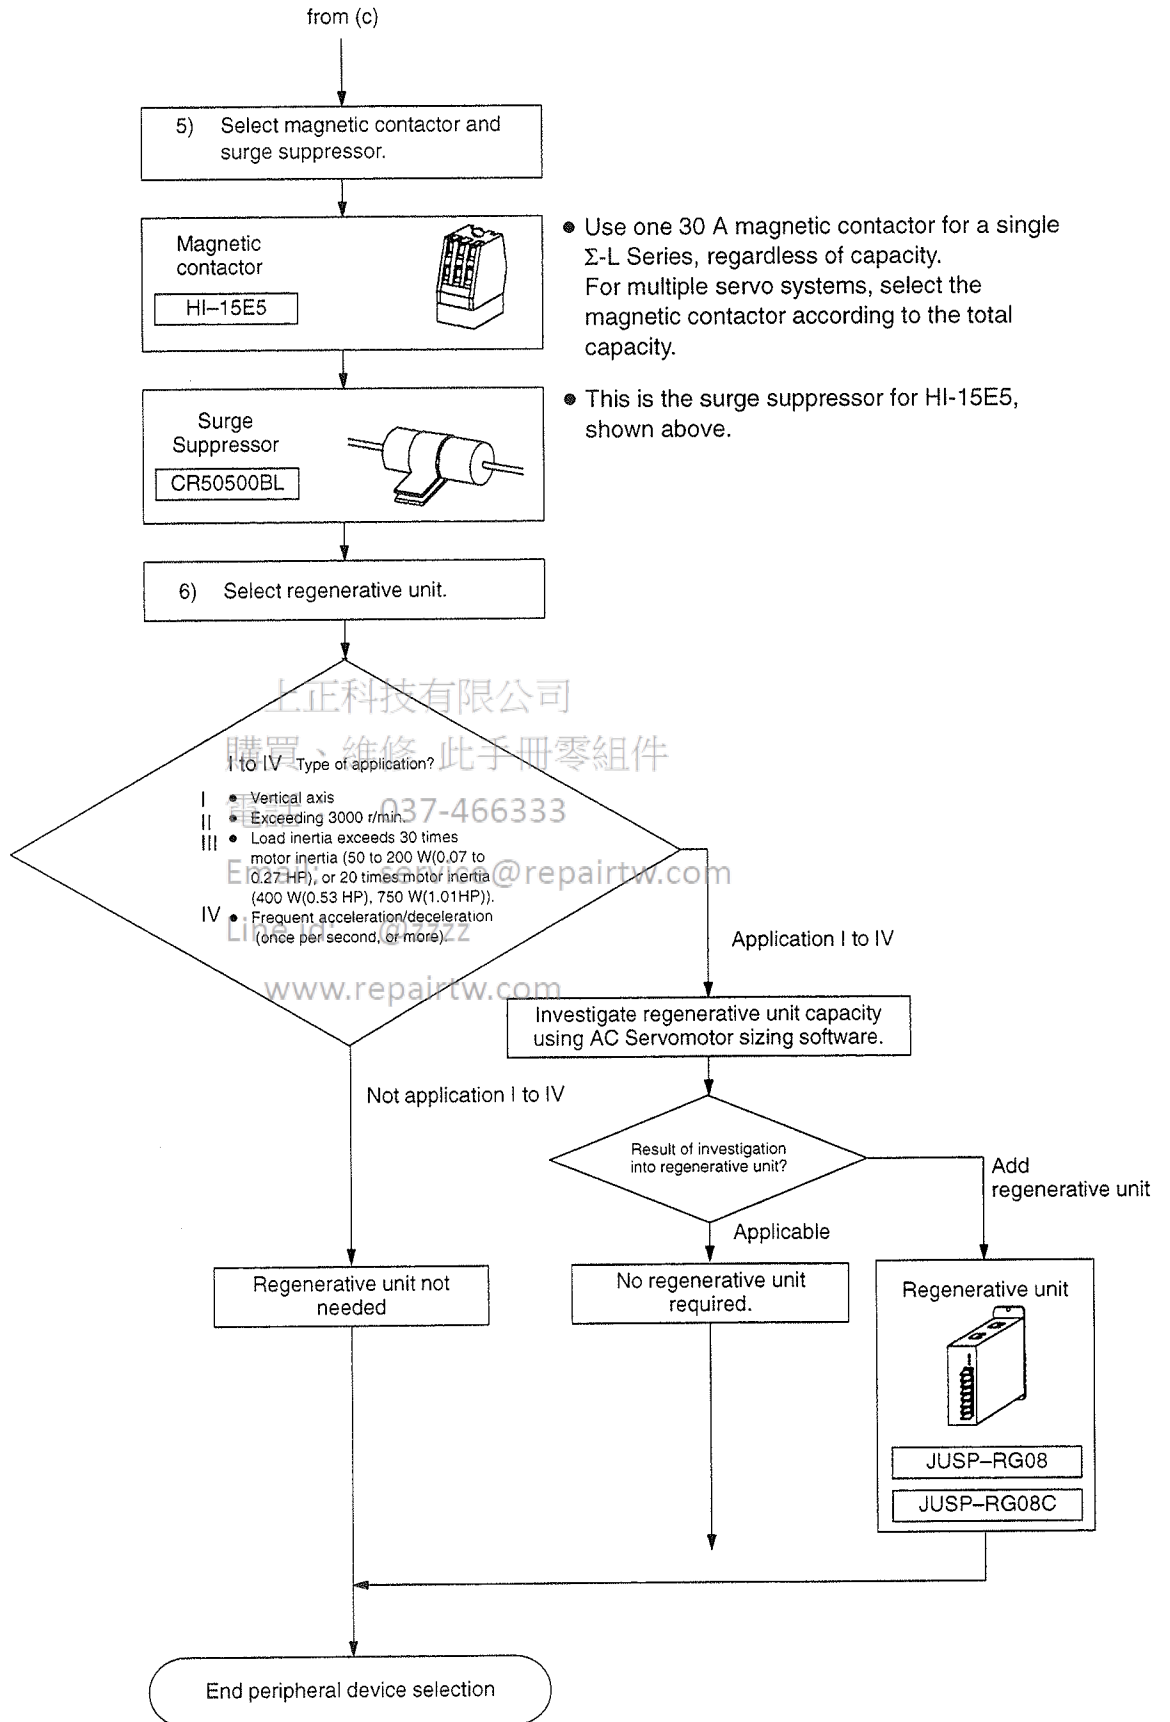 from (c)
5) Select magnetic contactor and
surge suppressor.
Magnetic
contactor
HI–15E5
● Use one 30 A magnetic contactor for a single
Σ-L Series, regardless of capacity.
For multiple servo systems, select the
magnetic contactor according to the total
capacity.
Surge
Suppressor
CR50500BL
● This is the surge suppressor for HI-15E5,
shown above.
6) Select regenerative unit.
上正科技有限公司
購買、維修 此手冊零組件
I to IV Type of application?
電話: 037-466333
I ● Vertical axis
II ● Exceeding 3000 r/min.
III ● Load inertia exceeds 30 times
motor inertia (50 to 200 W(0.07 to
0.27 HP), or 20 times motor inertia
(400 W(0.53 HP), 750 W(1.01HP)).
Email: service@repairtw.com
IV ● Frequent acceleration/deceleration
(once per second, or more).
Line id: @zzzz
www.repairtw.com
Application I to IV
Investigate regenerative unit capacity
using AC Servomotor sizing software.
Not application I to IV
Result of investigation
into regenerative unit?
Add
regenerative unit
Applicable
Regenerative unit not
needed
No regenerative unit
required.
Regenerative unit
JUSP–RG08
JUSP–RG08C
End peripheral device selection